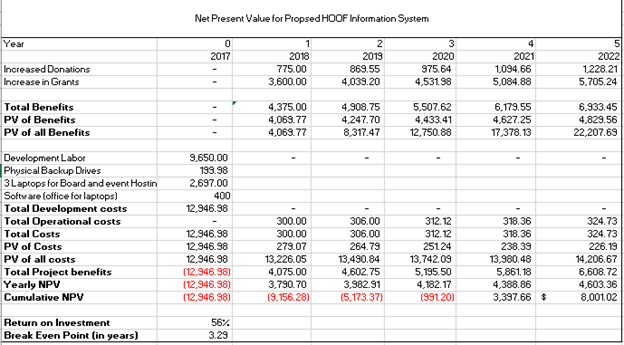 Net Present Value for Propsed HOOF Information System
Year 0 1 2 3 4 5
2017 2018 2019 2020 2021 2022
Increased Donations - 775.00 869.55 975.64 1,094.66 1,228.21
Increase in Grants - 3,600.00 4,039.20 4,531.98 5,084.88 5,705.24
Total Benefits - 4,375.00 4,908.75 5,507.62 6,179.55 6,933.45
PV of Benefits - 4,069.77 4,247.70 4,433.41 4,627.25 4,829.56
PV of all Benefits - 4,069.77 8,317.47 12,750.88 17,378.13 22,207.69
Development Labor 9,650.00 - - - - -
Physical Backup Drives 199.98
3 Laptops for Board and event Hostin 2,697.00
Software (office for laptops) 400
Total Development costs 12,946.98 - - - - -
Total Operational costs - 300.00 306.00 312.12 318.36 324.73
Total Costs 12,946.98 300.00 306.00 312.12 318.36 324.73
PV of Costs 12,946.98 279.07 264.79 251.24 238.39 226.19
PV of all costs 12,946.98 13,226.05 13,490.84 13,742.09 13,980.48 14,206.67
Total Project benefits (12,946.98) 4,075.00 4,602.75 5,195.50 5,861.18 6,608.72
Yearly NPV (12,946.98) 3,790.70 3,982.91 4,182.17 4,388.86 4,603.36
Cumulative NPV (12,946.98) (9,156.28) (5,173.37) (991.20) 3,397.66 $ 8,001.02
Return on Investment 56%
Break Even Point (in years) 3.29